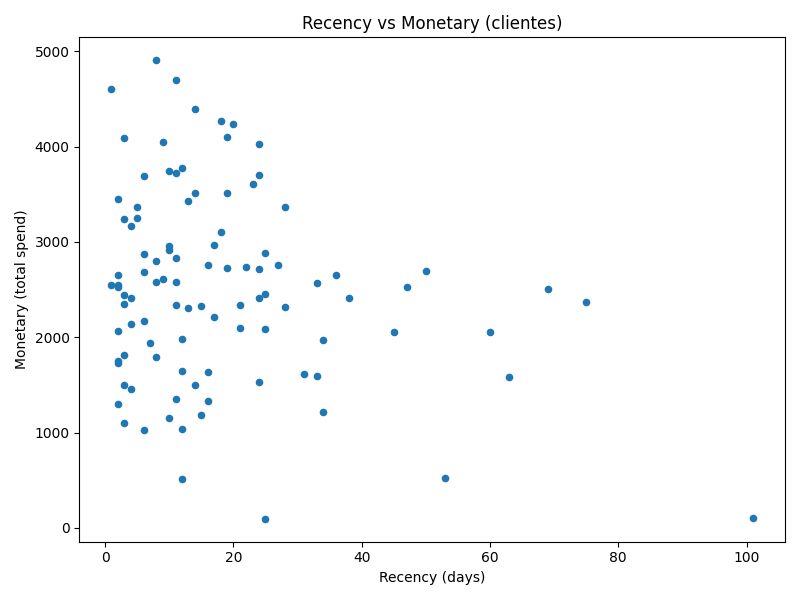 Recency vs Monetary (clientes)
5000
4000
3000
2000
1000
0
Monetary (total spend)
0 20 40 60 80 100
Recency (days)